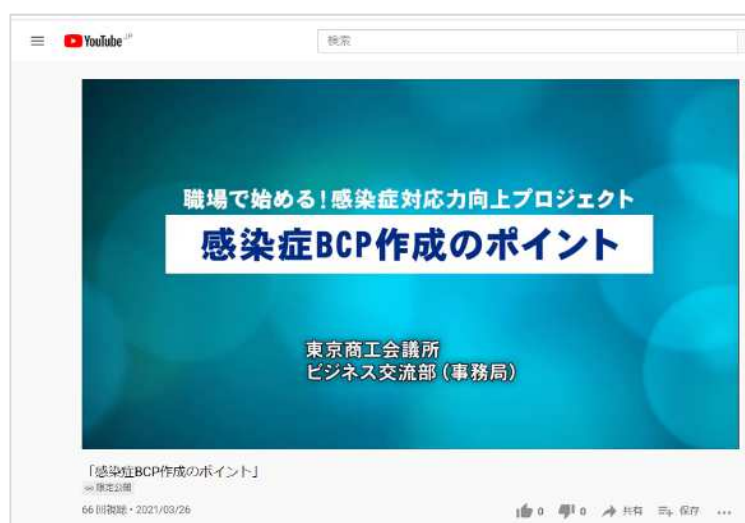 YouTube JP
検索
職場で始める!感染症対応力向上プロジェクト
感染症BCP作成のポイント
東京商工会議所
ビジネス交流部(事務局)
「感染症BCP作成のポイント」
限定公開
66 回視聴・2021/03/26
0 0 共有 保存 …